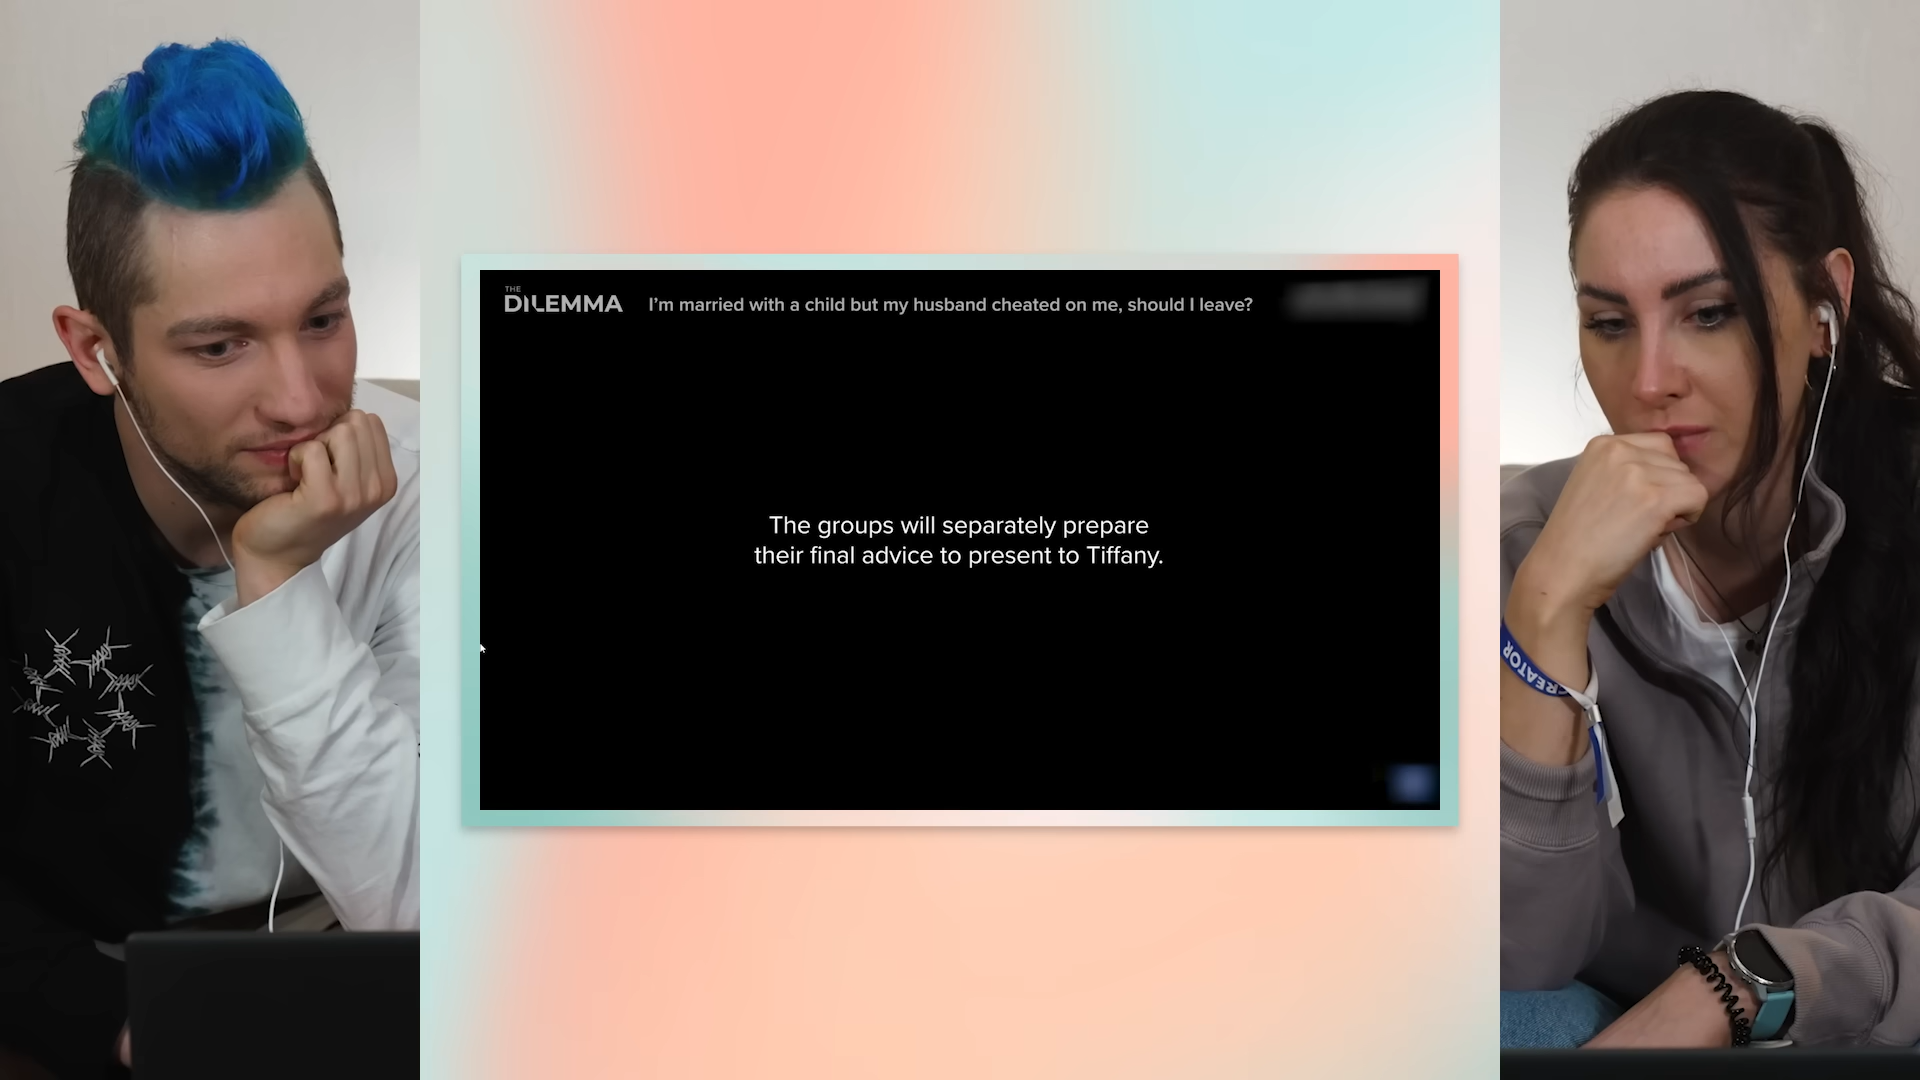 THE
DILEMMA
I'm married with a child but my husband cheated on me, should I leave?
The groups will separately prepare
their final advice to present to Tiffany.
CREATOR